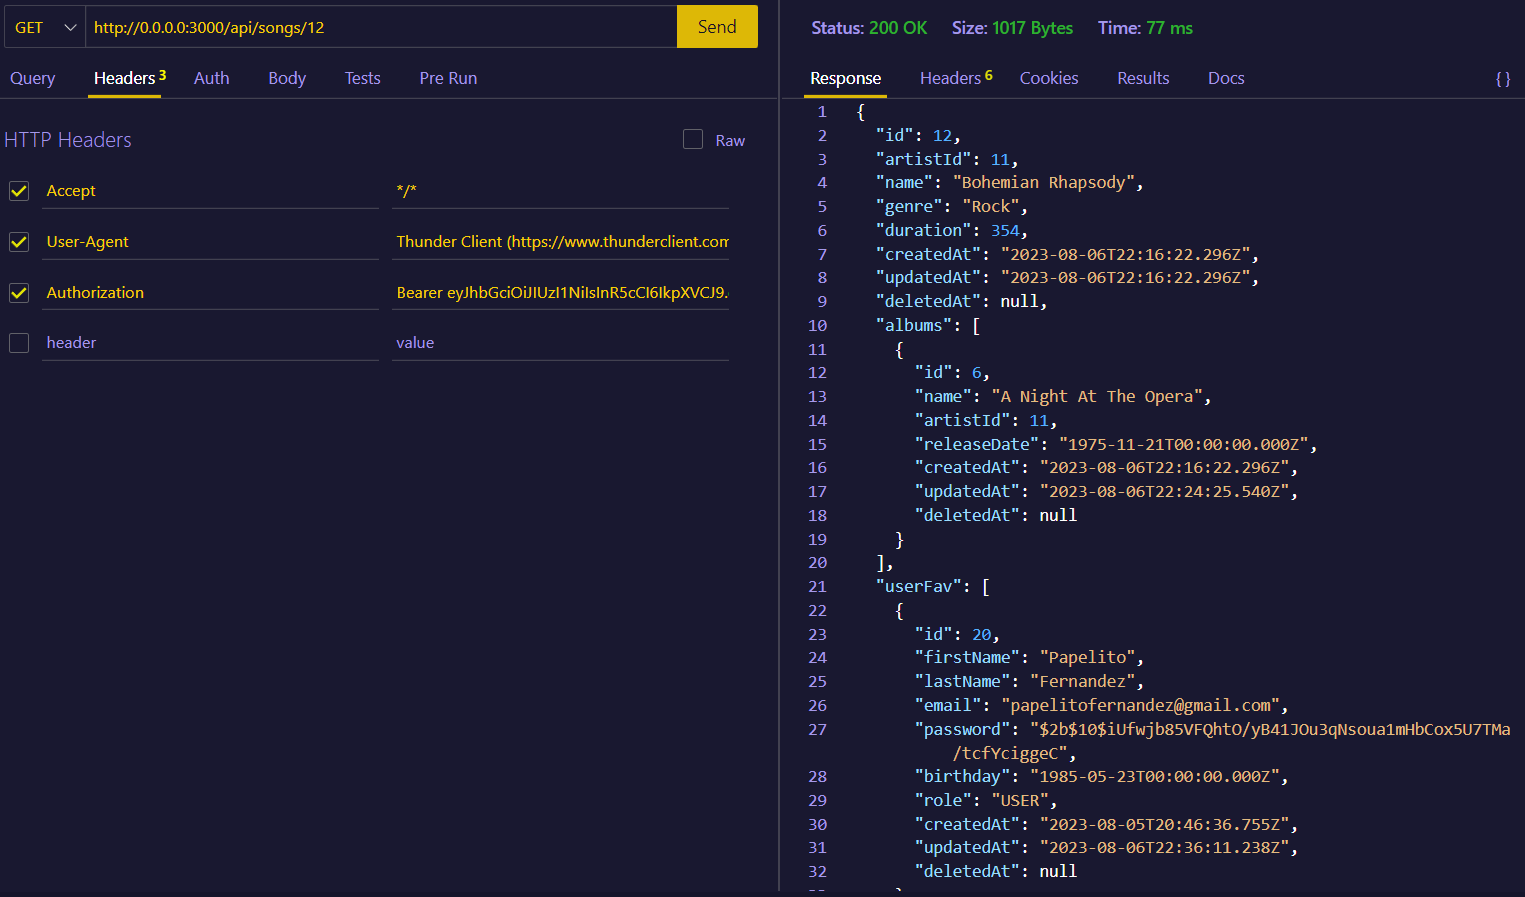 GET http://0.0.0.0:3000/api/songs/12 Send
Query Headers 3 Auth Body Tests Pre Run
HTTP Headers Raw
Accept */*
User-Agent Thunder Client (https://www.thunderclient.com
Authorization Bearer eyJhbGciOiJIUzI1NiIsInR5cCI6IkpXVCJ9.
header value
Status: 200 OK Size: 1017 Bytes Time: 77 ms
Response Headers 6 Cookies Results Docs { }
1 {
2 "id": 12,
3 "artistId": 11,
4 "name": "Bohemian Rhapsody",
5 "genre": "Rock",
6 "duration": 354,
7 "createdAt": "2023-08-06T22:16:22.296Z",
8 "updatedAt": "2023-08-06T22:16:22.296Z",
9 "deletedAt": null,
10 "albums": [
11 {
12 "id": 6,
13 "name": "A Night At The Opera",
14 "artistId": 11,
15 "releaseDate": "1975-11-21T00:00:00.000Z",
16 "createdAt": "2023-08-06T22:16:22.296Z",
17 "updatedAt": "2023-08-06T22:24:25.540Z",
18 "deletedAt": null
19 }
20 ],
21 "userFav": [
22 {
23 "id": 20,
24 "firstName": "Papelito",
25 "lastName": "Fernandez",
26 "email": "papelitofernandez@gmail.com",
27 "password": "$2b$10$iUfwjb85VFQhtO/yB41JOu3qNsoua1mHbCox5U7TMa
/tcfYciggeC",
28 "birthday": "1985-05-23T00:00:00.000Z",
29 "role": "USER",
30 "createdAt": "2023-08-05T20:46:36.755Z",
31 "updatedAt": "2023-08-06T22:36:11.238Z",
32 "deletedAt": null